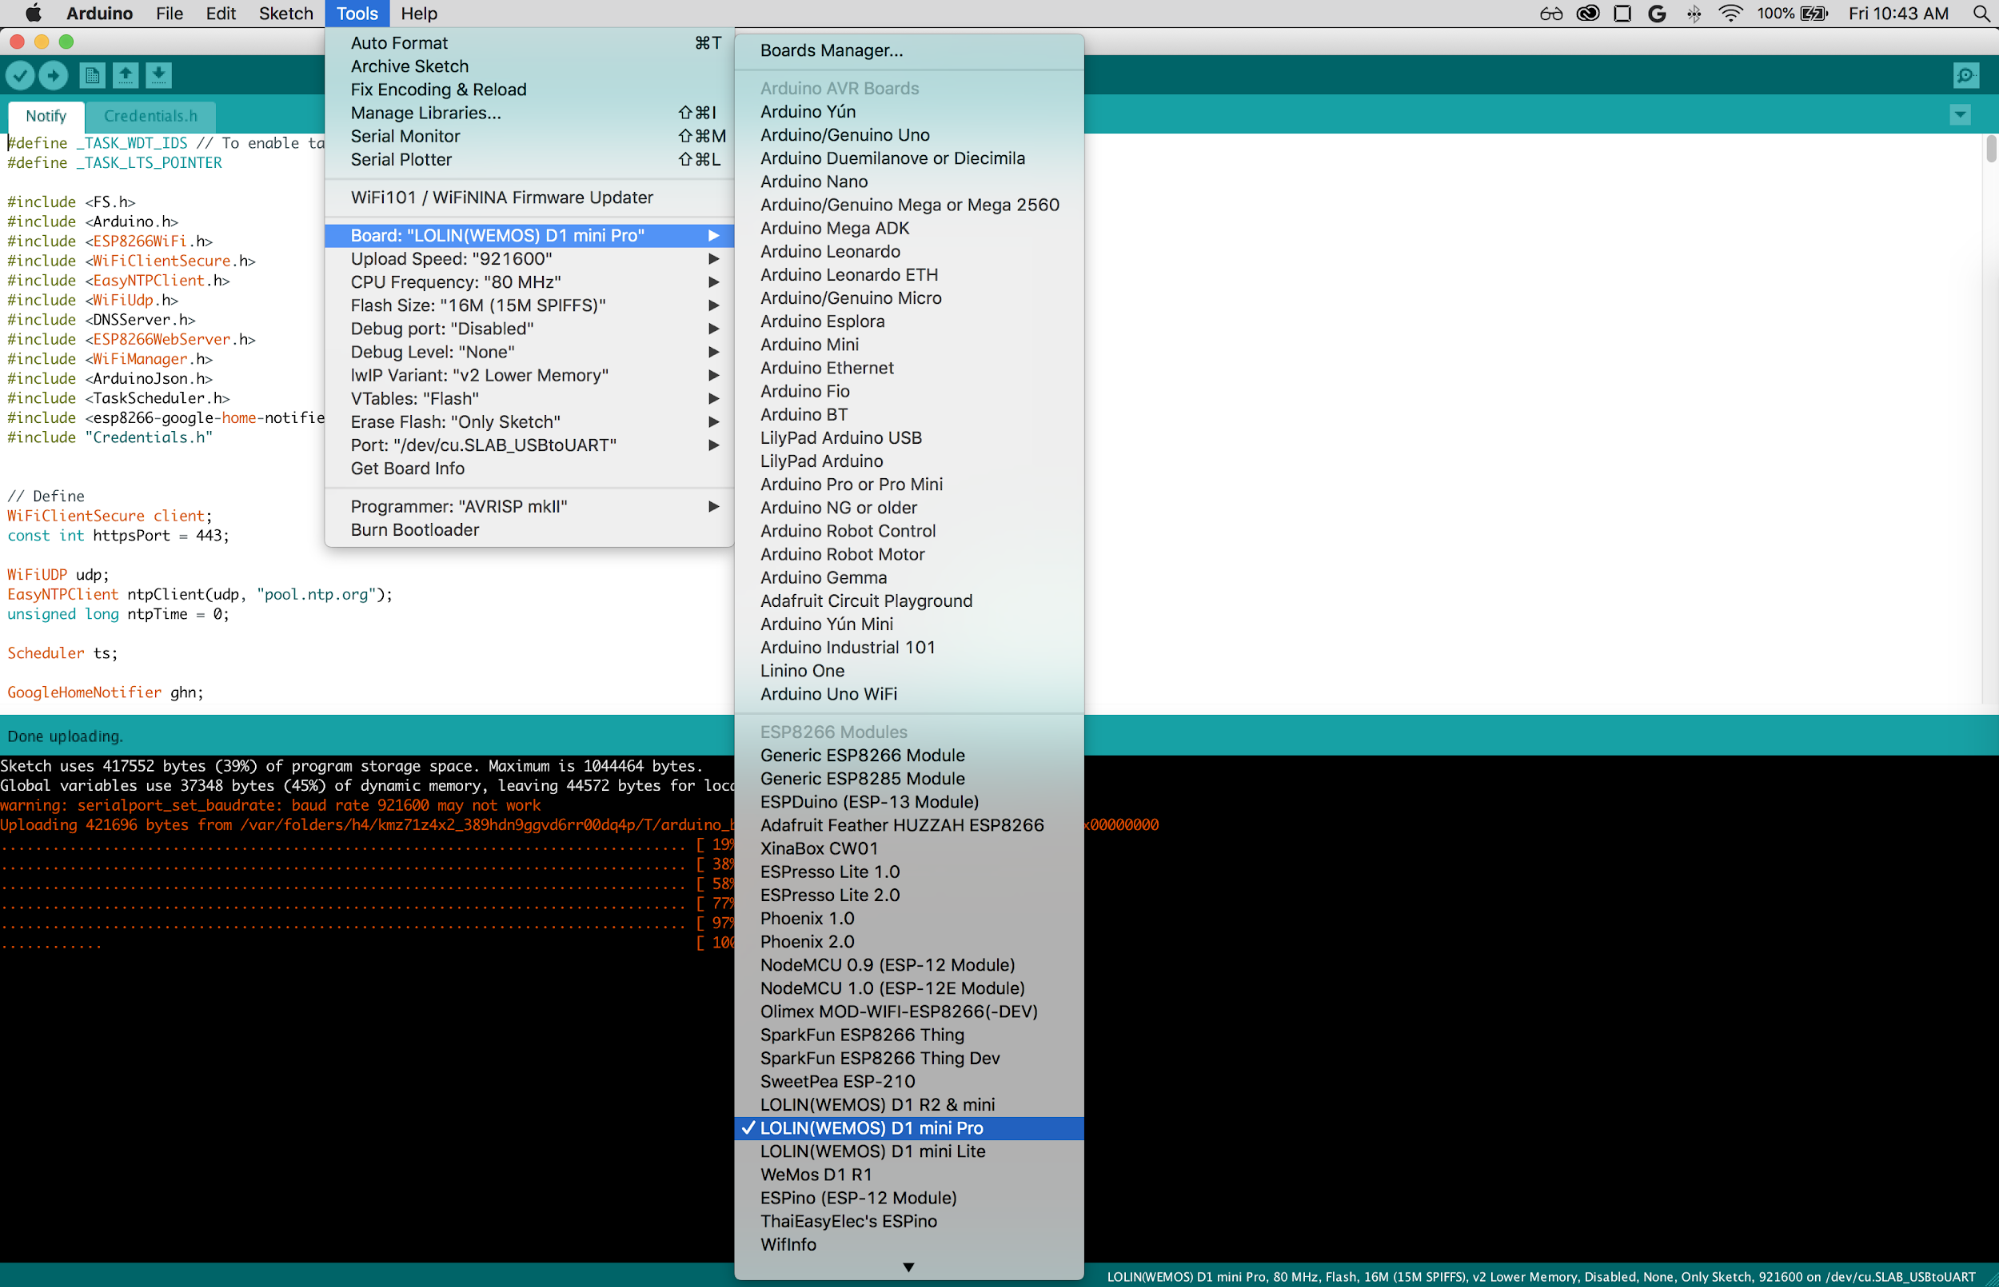 Arduino File Edit Sketch Tools Help
100% Fri 10:43 AM
Notify Credentials.h
#define _TASK_WDT_IDS // To enable ta
#define _TASK_LTS_POINTER
#include <FS.h>
#include <Arduino.h>
#include <ESP8266WiFi.h>
#include <WiFiClientSecure.h>
#include <EasyNTPClient.h>
#include <WiFiUdp.h>
#include <DNSServer.h>
#include <ESP8266WebServer.h>
#include <WiFiManager.h>
#include <ArduinoJson.h>
#include <TaskScheduler.h>
#include <esp8266-google-home-notifie
#include "Credentials.h"
// Define
WiFiClientSecure client;
const int httpsPort = 443;
WiFiUDP udp;
EasyNTPClient ntpClient(udp, "pool.ntp.org");
unsigned long ntpTime = 0;
Scheduler ts;
GoogleHomeNotifier ghn;
Auto Format ⌘T
Archive Sketch
Fix Encoding & Reload
Manage Libraries... ⇧⌘I
Serial Monitor ⇧⌘M
Serial Plotter ⇧⌘L
WiFi101 / WiFiNINA Firmware Updater
Board: "LOLIN(WEMOS) D1 mini Pro"
Upload Speed: "921600"
CPU Frequency: "80 MHz"
Flash Size: "16M (15M SPIFFS)"
Debug port: "Disabled"
Debug Level: "None"
lwIP Variant: "v2 Lower Memory"
VTables: "Flash"
Erase Flash: "Only Sketch"
Port: "/dev/cu.SLAB_USBtoUART"
Get Board Info
Programmer: "AVRISP mkII"
Burn Bootloader
Boards Manager...
Arduino AVR Boards
Arduino Yún
Arduino/Genuino Uno
Arduino Duemilanove or Diecimila
Arduino Nano
Arduino/Genuino Mega or Mega 2560
Arduino Mega ADK
Arduino Leonardo
Arduino Leonardo ETH
Arduino/Genuino Micro
Arduino Esplora
Arduino Mini
Arduino Ethernet
Arduino Fio
Arduino BT
LilyPad Arduino USB
LilyPad Arduino
Arduino Pro or Pro Mini
Arduino NG or older
Arduino Robot Control
Arduino Robot Motor
Arduino Gemma
Adafruit Circuit Playground
Arduino Yún Mini
Arduino Industrial 101
Linino One
Arduino Uno WiFi
ESP8266 Modules
Generic ESP8266 Module
Generic ESP8285 Module
ESPDuino (ESP-13 Module)
Adafruit Feather HUZZAH ESP8266
XinaBox CW01
ESPresso Lite 1.0
ESPresso Lite 2.0
Phoenix 1.0
Phoenix 2.0
NodeMCU 0.9 (ESP-12 Module)
NodeMCU 1.0 (ESP-12E Module)
Olimex MOD-WIFI-ESP8266(-DEV)
SparkFun ESP8266 Thing
SparkFun ESP8266 Thing Dev
SweetPea ESP-210
LOLIN(WEMOS) D1 R2 & mini
✓ LOLIN(WEMOS) D1 mini Pro
LOLIN(WEMOS) D1 mini Lite
WeMos D1 R1
ESPino (ESP-12 Module)
ThaiEasyElec's ESPino
WifInfo
Done uploading.
Sketch uses 417552 bytes (39%) of program storage space. Maximum is 1044464 bytes.
Global variables use 37348 bytes (45%) of dynamic memory, leaving 44572 bytes for loc
warning: serialport_set_baudrate: baud rate 921600 may not work
Uploading 421696 bytes from /var/folders/h4/kmz71z4x2_389hdn9ggvd6rr00dq4p/T/arduino_b x00000000
................................................................................ [ 19%
................................................................................ [ 38%
................................................................................ [ 58%
................................................................................ [ 77%
................................................................................ [ 97%
............ [ 100
LOLIN(WEMOS) D1 mini Pro, 80 MHz, Flash, 16M (15M SPIFFS), v2 Lower Memory, Disabled, None, Only Sketch, 921600 on /dev/cu.SLAB_USBtoUART